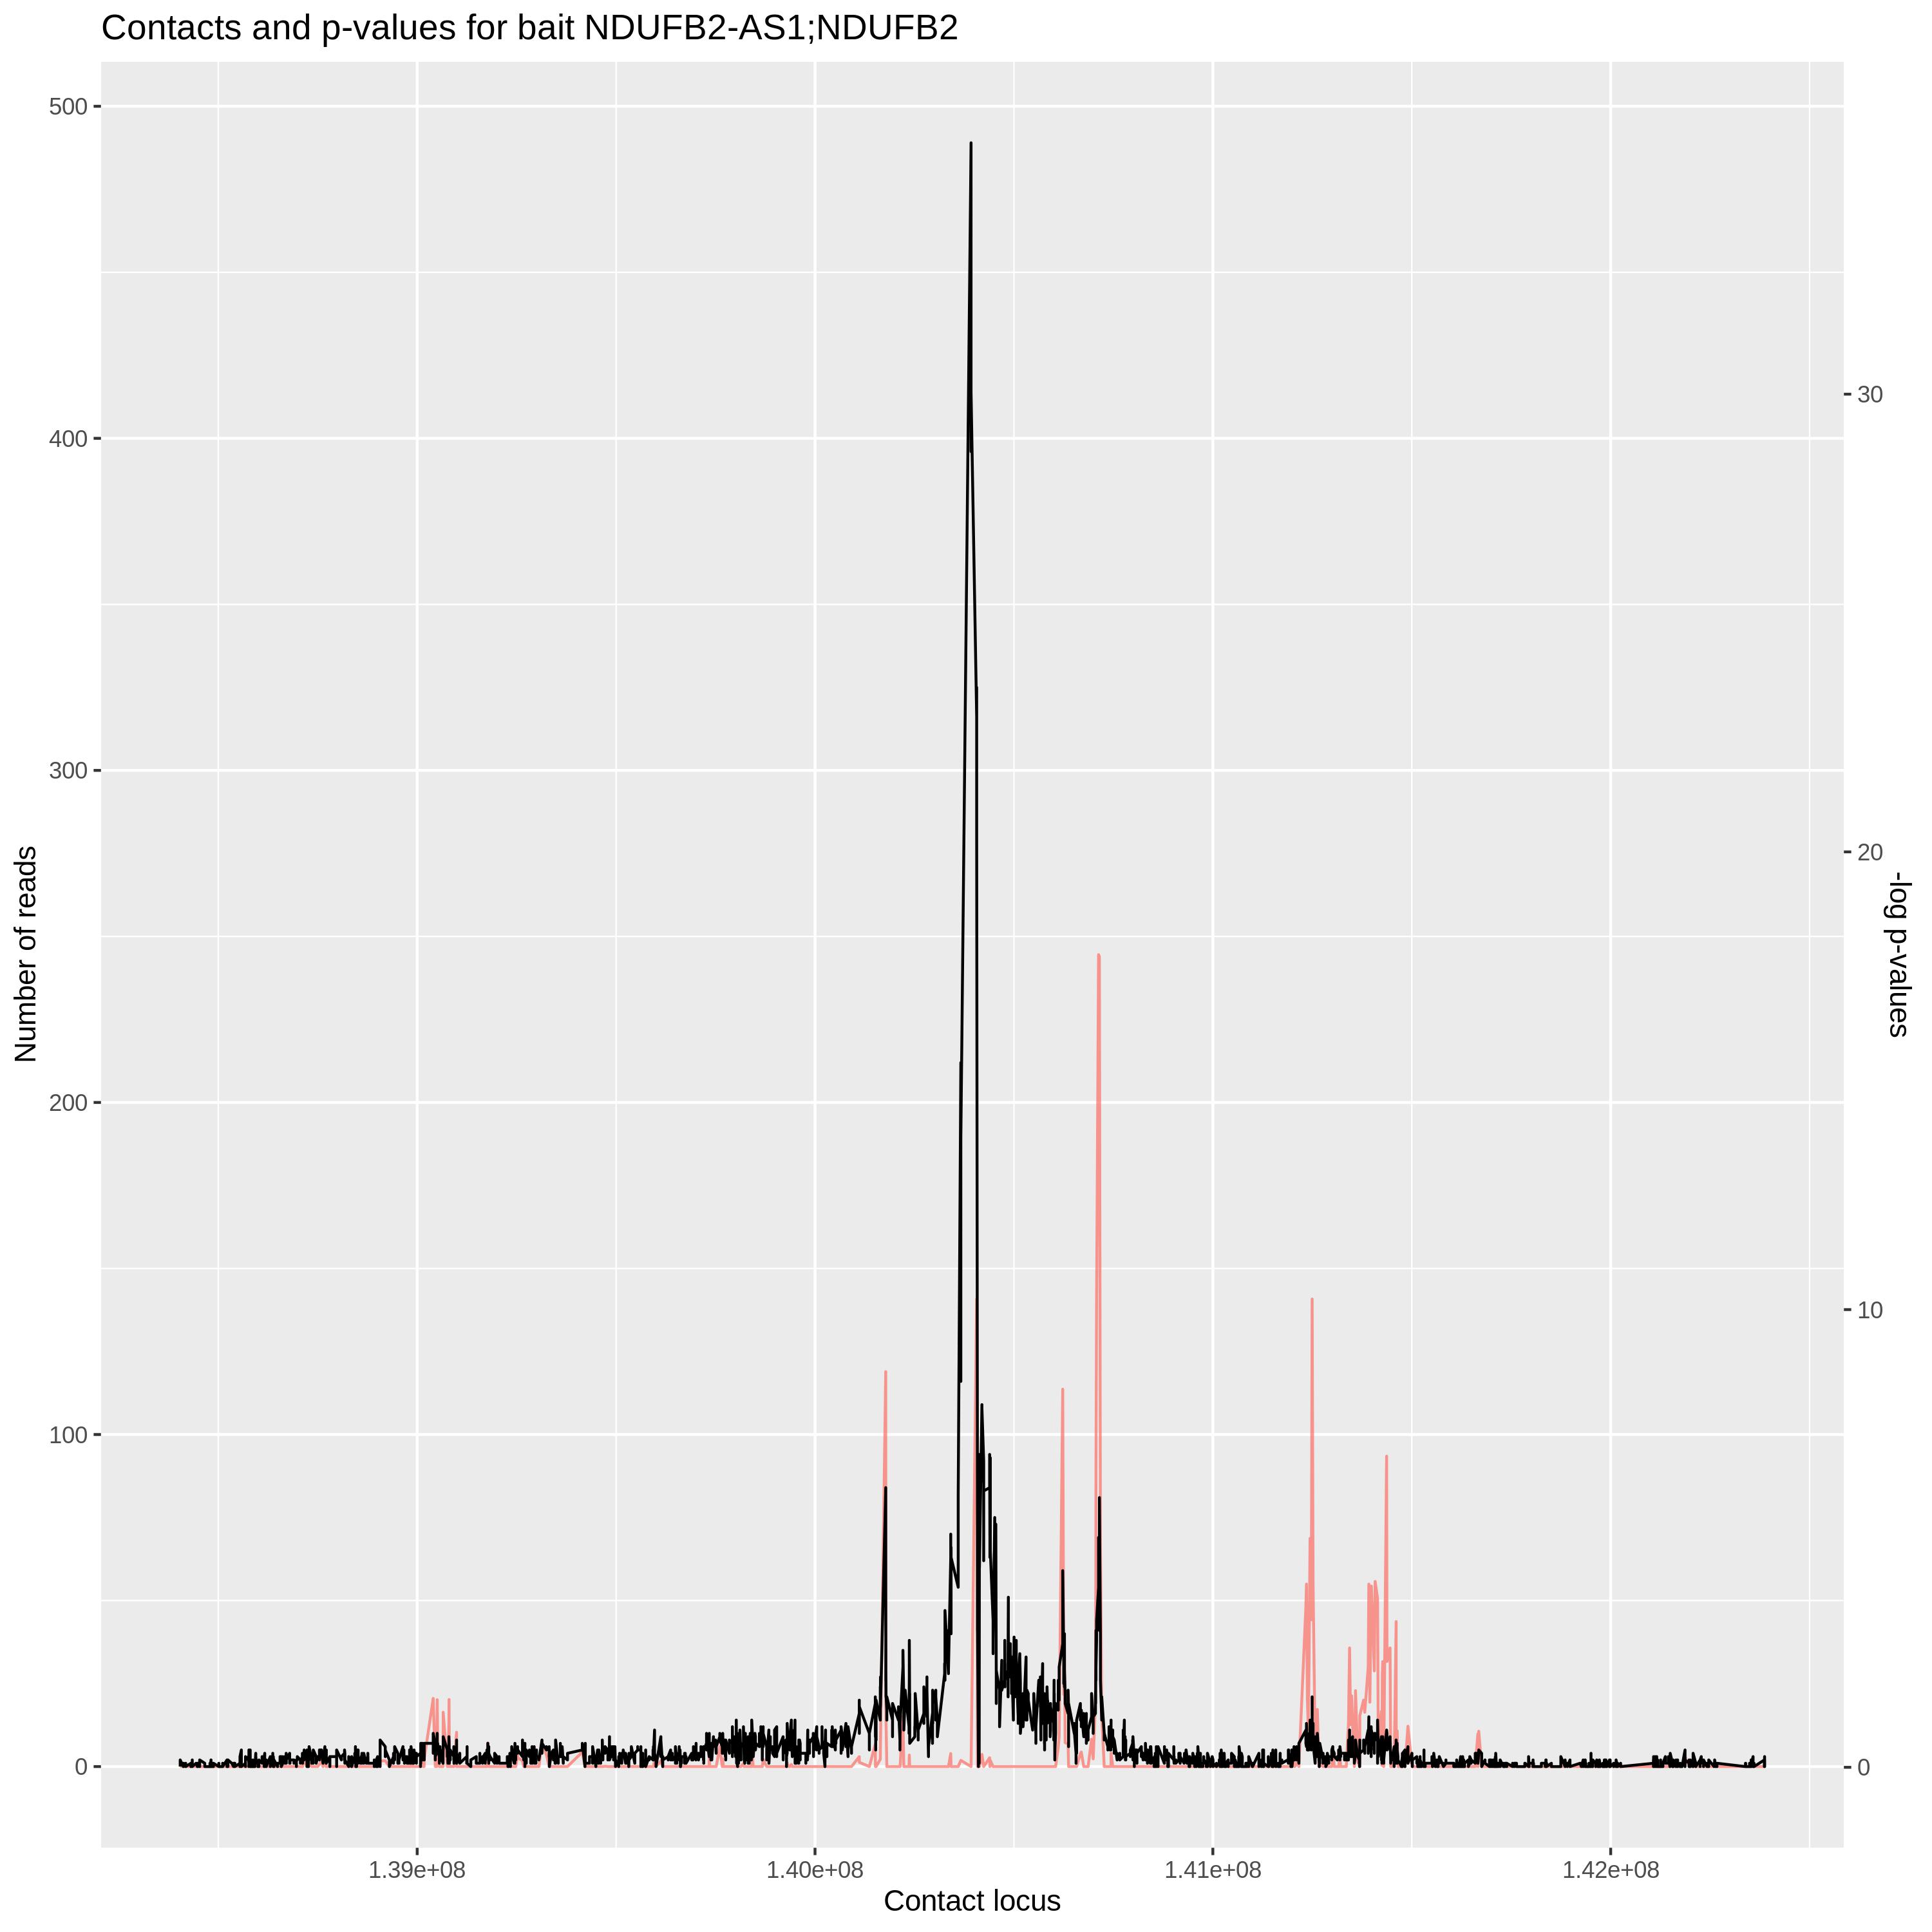 Contacts and p-values for bait NDUFB2-AS1;NDUFB2
500
400
300
200
100
0
Number of reads
30
20
10
0
-log p-values
1.39e+08
1.40e+08
1.41e+08
1.42e+08
Contact locus